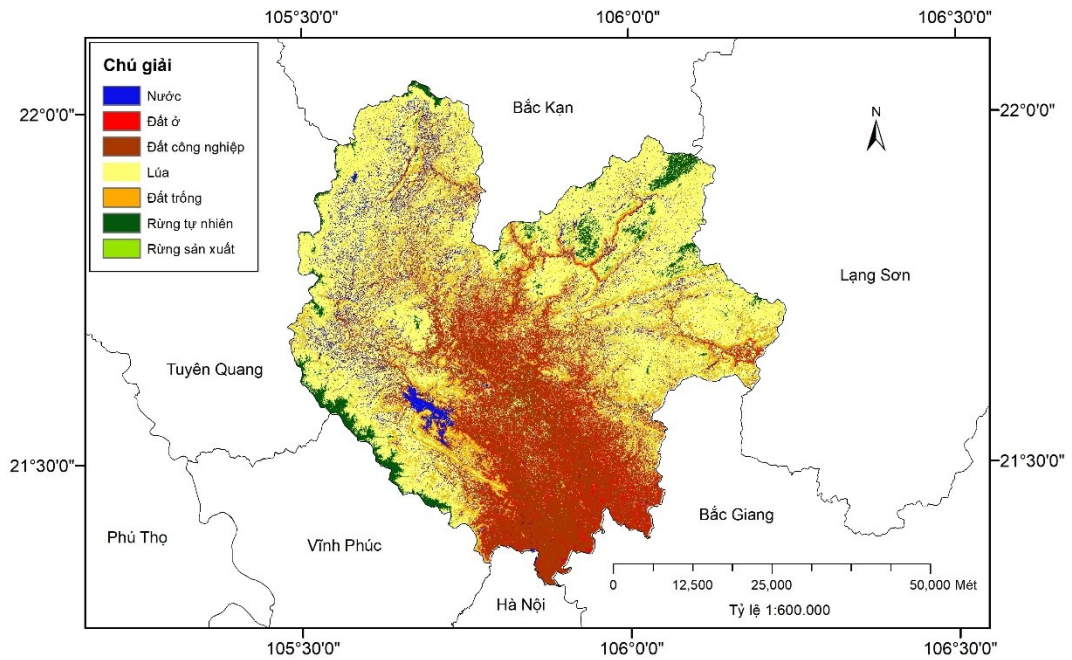 105°30'0" 106°0'0" 106°30'0"
Chú giải
Nước
Đất ở
Đất công nghiệp
Lúa
Đất trống
Rừng tự nhiên
Rừng sản xuất
22°0'0" 22°0'0"
Bắc Kạn
N
Lạng Sơn
Tuyên Quang
21°30'0" 21°30'0"
Bắc Giang
Phú Thọ
Vĩnh Phúc
0 12,500 25,000 50,000 Mét
Hà Nội
Tỷ lệ 1:600.000
105°30'0" 106°0'0" 106°30'0"